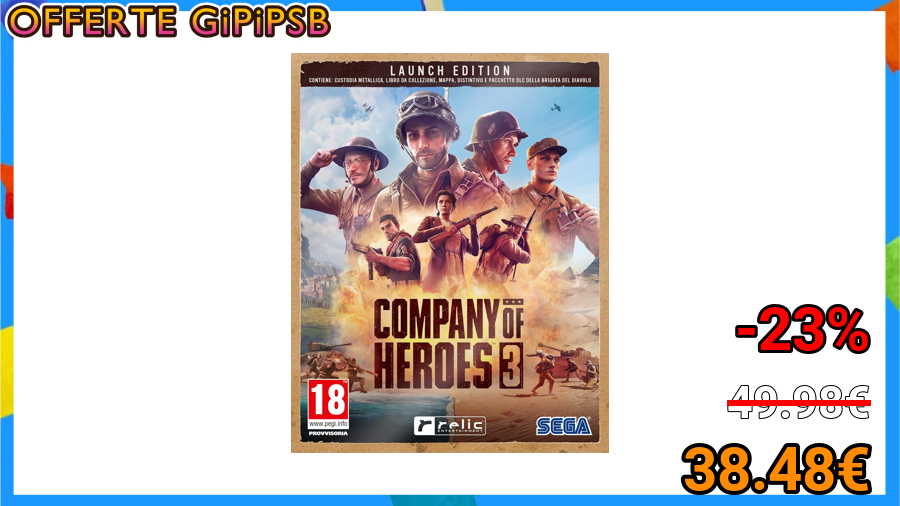 OFFERTE GiPiPSB
LAUNCH EDITION
CONTIENE: CUSTODIA METALLICA, LIBRO DA COLLEZIONE, MAPPA, DISTINTIVO E PACCHETTO DLC DELLA BRIGATA DEL DIAVOLO
COMPANY OF
HEROES 3
18
www.pegi.info
PROVVISORIA
relic
ENTERTAINMENT
SEGA
-23%
49.98€
38.48€